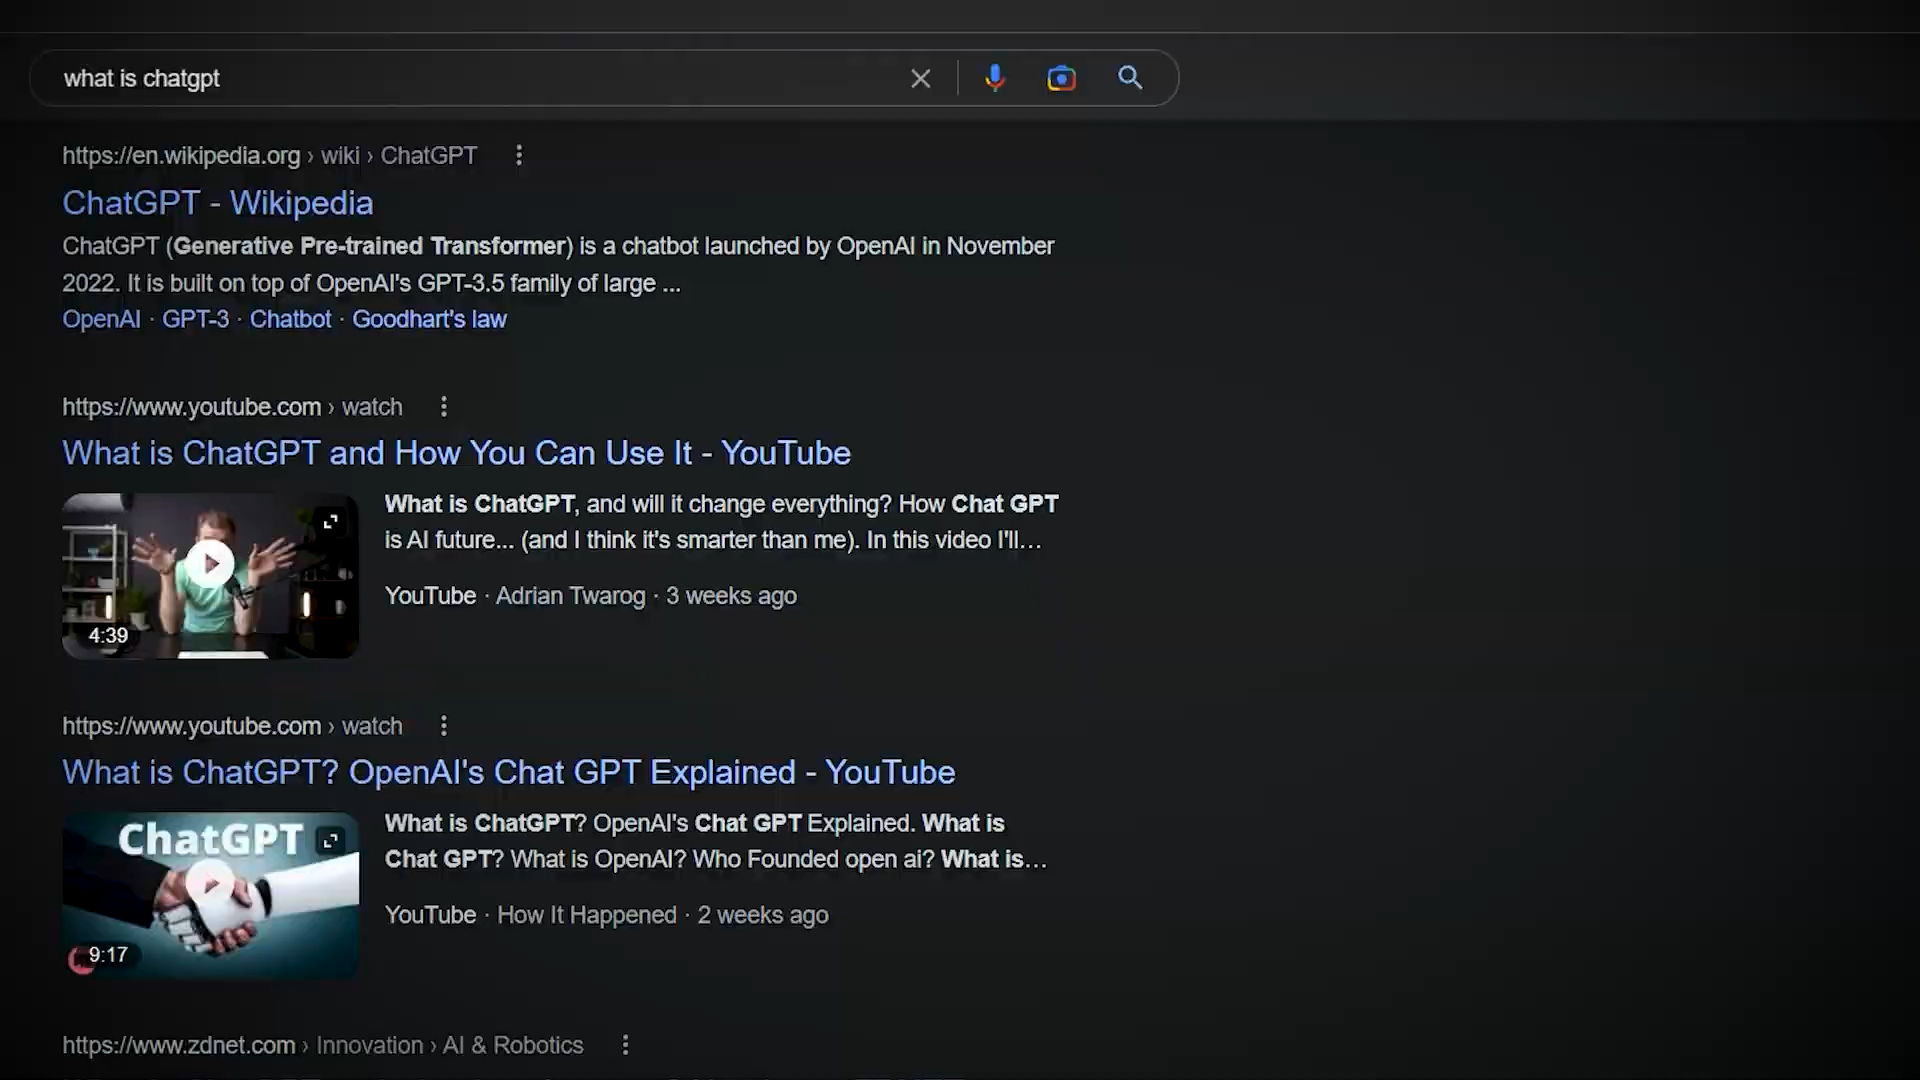 what is chatgpt
https://en.wikipedia.org › wiki › ChatGPT
ChatGPT - Wikipedia
ChatGPT (Generative Pre-trained Transformer) is a chatbot launched by OpenAI in November
2022. It is built on top of OpenAI's GPT-3.5 family of large ...
OpenAI · GPT-3 · Chatbot · Goodhart's law
https://www.youtube.com › watch
What is ChatGPT and How You Can Use It - YouTube
What is ChatGPT, and will it change everything? How Chat GPT
is AI future... (and I think it's smarter than me). In this video I'll...
YouTube · Adrian Twarog · 3 weeks ago
4:39
https://www.youtube.com › watch
What is ChatGPT? OpenAI's Chat GPT Explained - YouTube
ChatGPT
What is ChatGPT? OpenAI's Chat GPT Explained. What is
Chat GPT? What is OpenAI? Who Founded open ai? What is...
YouTube · How It Happened · 2 weeks ago
9:17
https://www.zdnet.com › Innovation › AI & Robotics